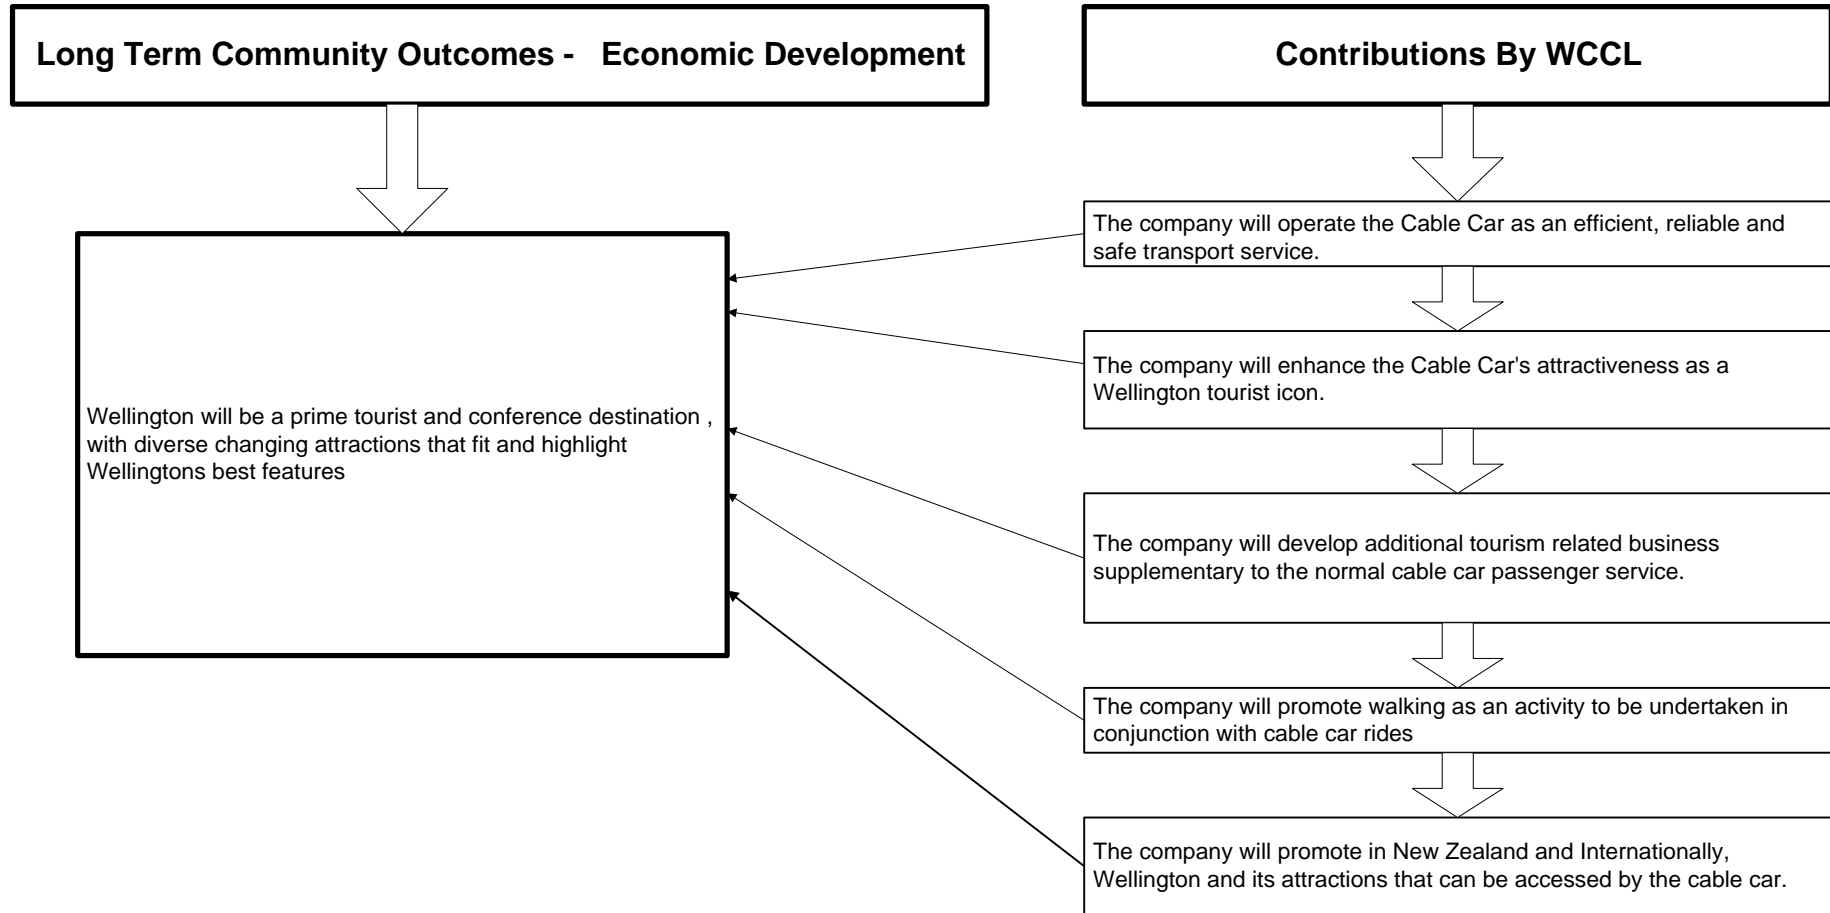 Long Term Community Outcomes -   Economic Development
Contributions By WCCL
Wellington will be a prime tourist and conference destination ,
with diverse changing attractions that fit and highlight
Wellingtons best features
The company will operate the Cable Car as an efficient, reliable and
safe transport service.
The company will enhance the Cable Car's attractiveness as a
Wellington tourist icon.
The company will develop additional tourism related business
supplementary to the normal cable car passenger service.
The company will promote walking as an activity to be undertaken in
conjunction with cable car rides
The company will promote in New Zealand and Internationally,
Wellington and its attractions that can be accessed by the cable car.